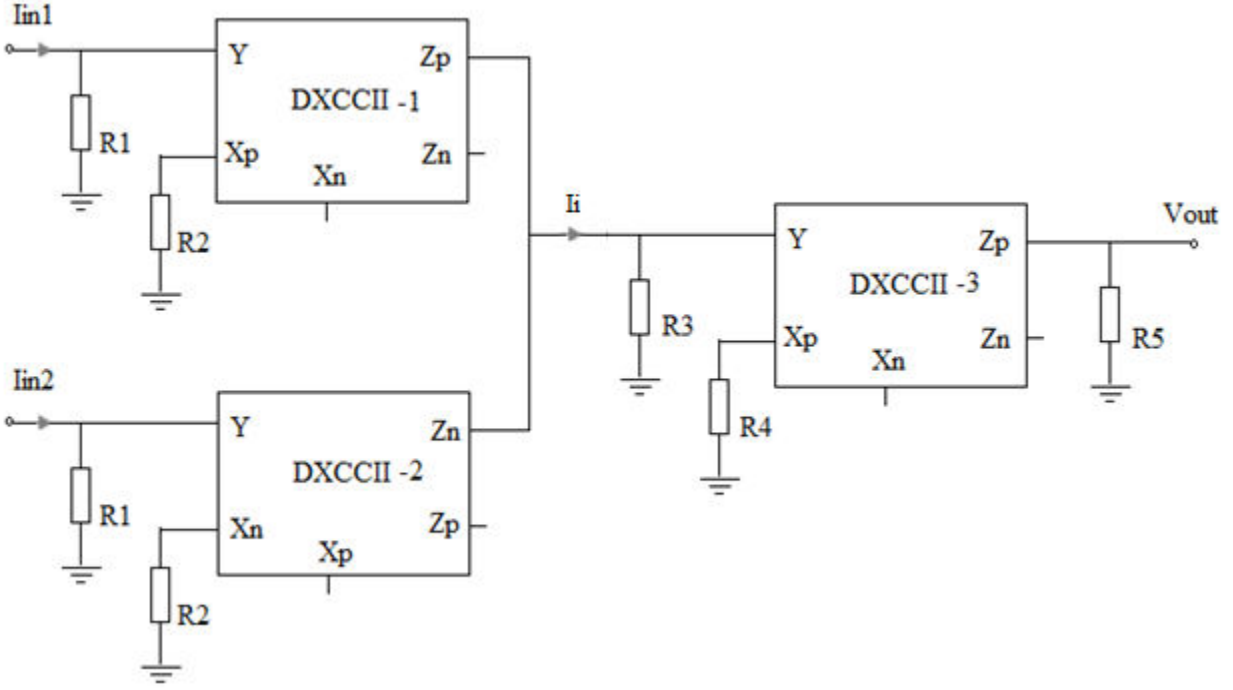 Iin1
Y
Zp
DXCCII -1
R1
Xp
Zn
Xn
R2
Ii
Vout
Y
Zp
DXCCII -3
R3
Xp
Zn
R5
Xn
R4
Iin2
Y
Zn
DXCCII -2
R1
Xn
Zp
Xp
R2